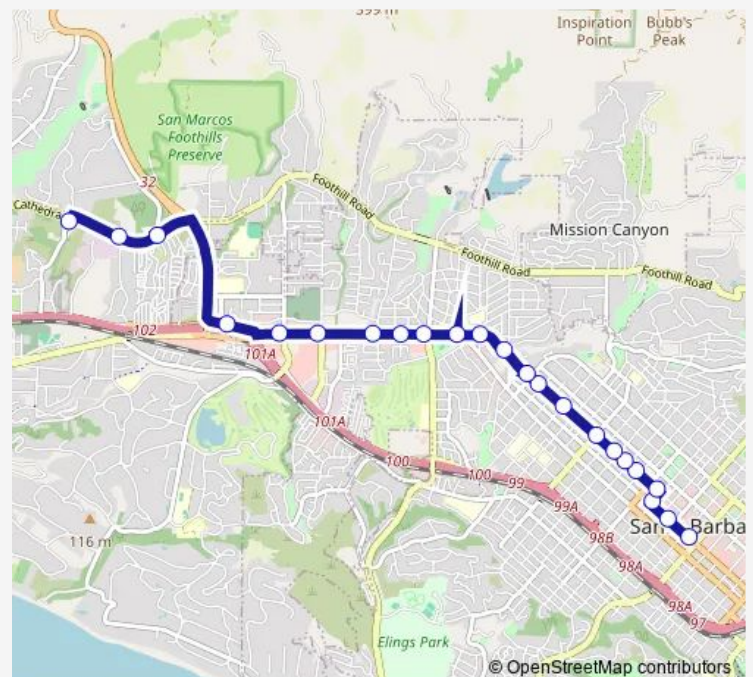 399 m
Inspiration
Point
Bubb's
Peak
San Marcos
Foothills
Preserve
32
Foothill Road
Cathedra
Mission Canyon
Foothill Road
Foothill Road
102
101A
101A
100
100
99
99A
98B
San
Barba
116 m
98A
98A
97
Elings Park
© OpenStreetMap contributors